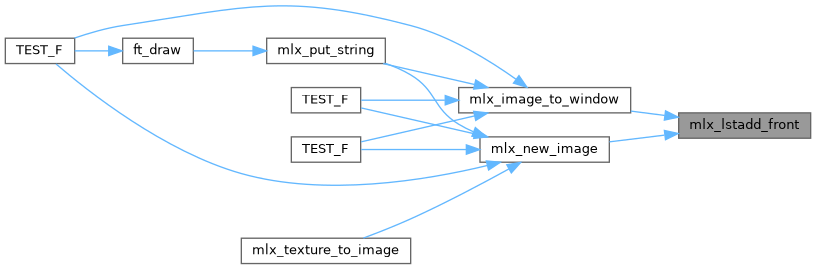 TEST_F
ft_draw
mlx_put_string
TEST_F
mlx_image_to_window
mlx_lstadd_front
TEST_F
mlx_new_image
mlx_texture_to_image